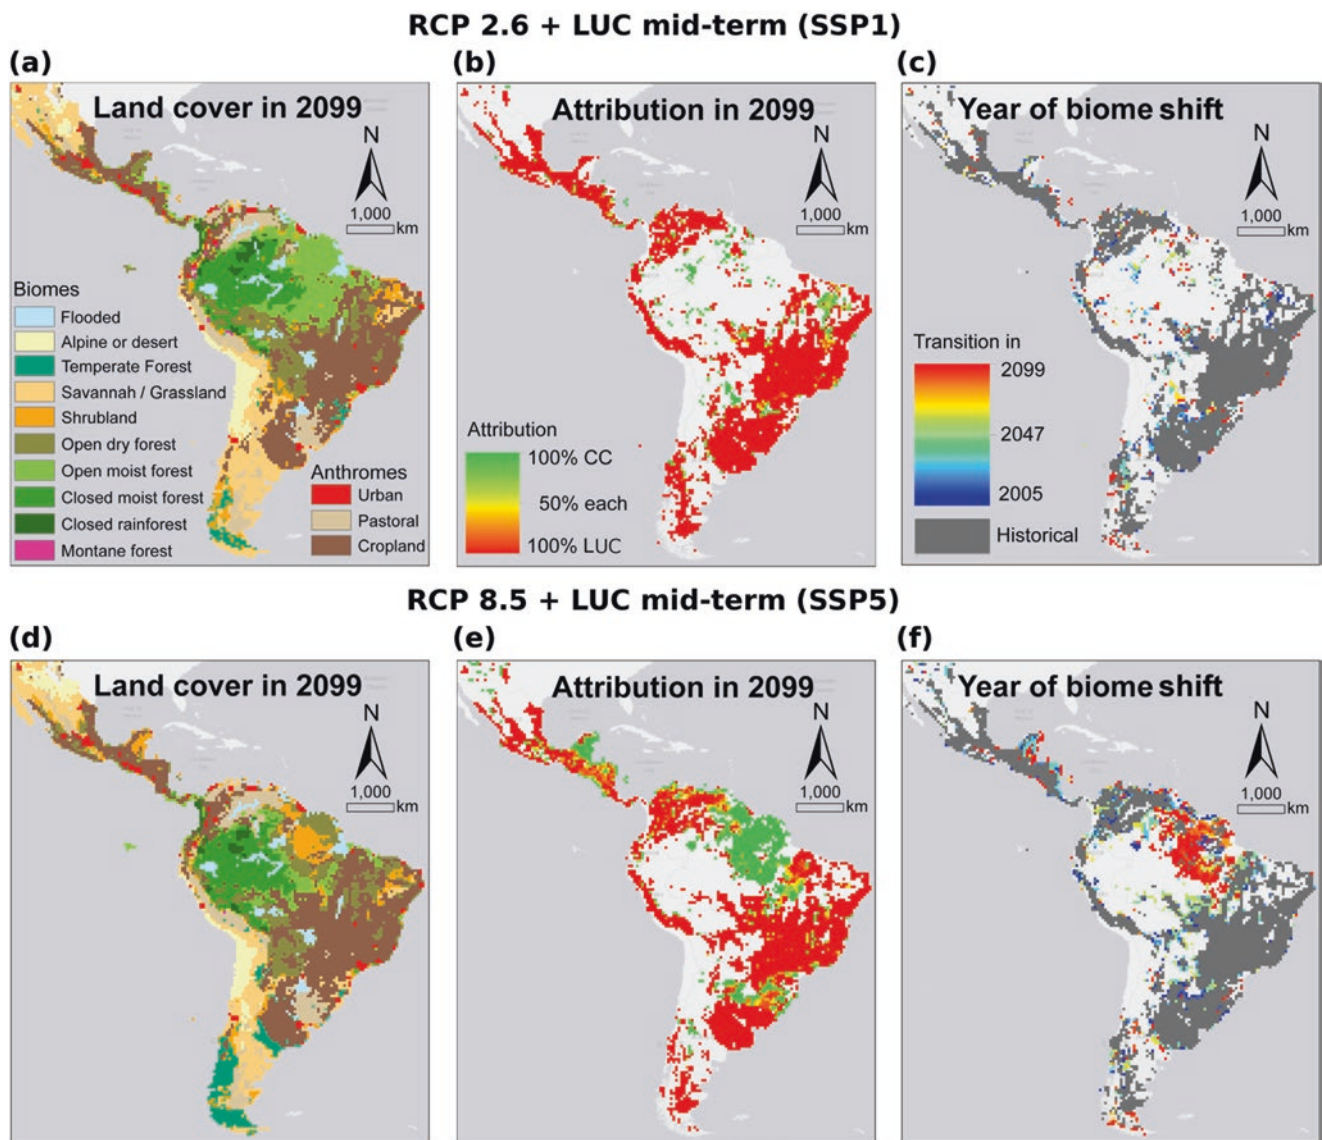 RCP 2.6 + LUC mid-term (SSP1)
(a)
Land cover in 2099
N
1,000
km
Biomes
Flooded
Alpine or desert
Temperate Forest
Savannah / Grassland
Shrubland
Open dry forest
Open moist forest
Closed moist forest
Closed rainforest
Montane forest
Anthromes
Urban
Pastoral
Cropland
(b)
Attribution in 2099
N
1,000
km
Attribution
100% CC
50% each
100% LUC
(c)
Year of biome shift
N
1,000
km
Transition in
2099
2047
2005
Historical
RCP 8.5 + LUC mid-term (SSP5)
(d)
Land cover in 2099
N
1,000
km
(e)
Attribution in 2099
N
1,000
km
(f)
Year of biome shift
N
1,000
km